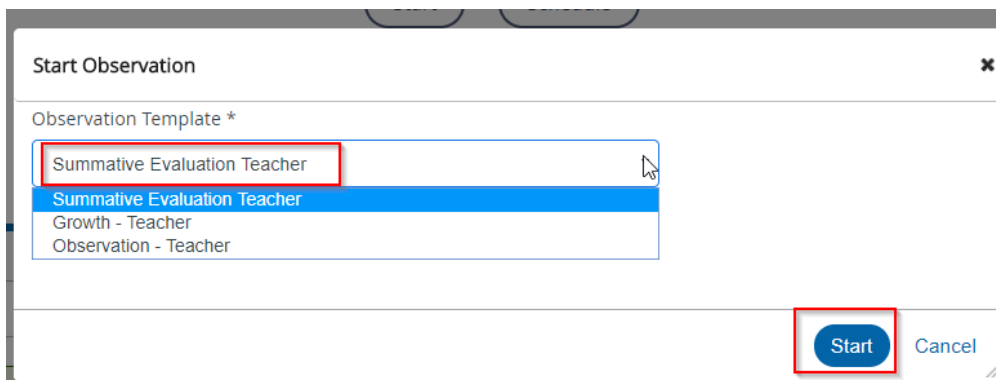 Start Observation
Observation Template *
Summative Evaluation Teacher
Summative Evaluation Teacher
Growth - Teacher
Observation - Teacher
Start Cancel